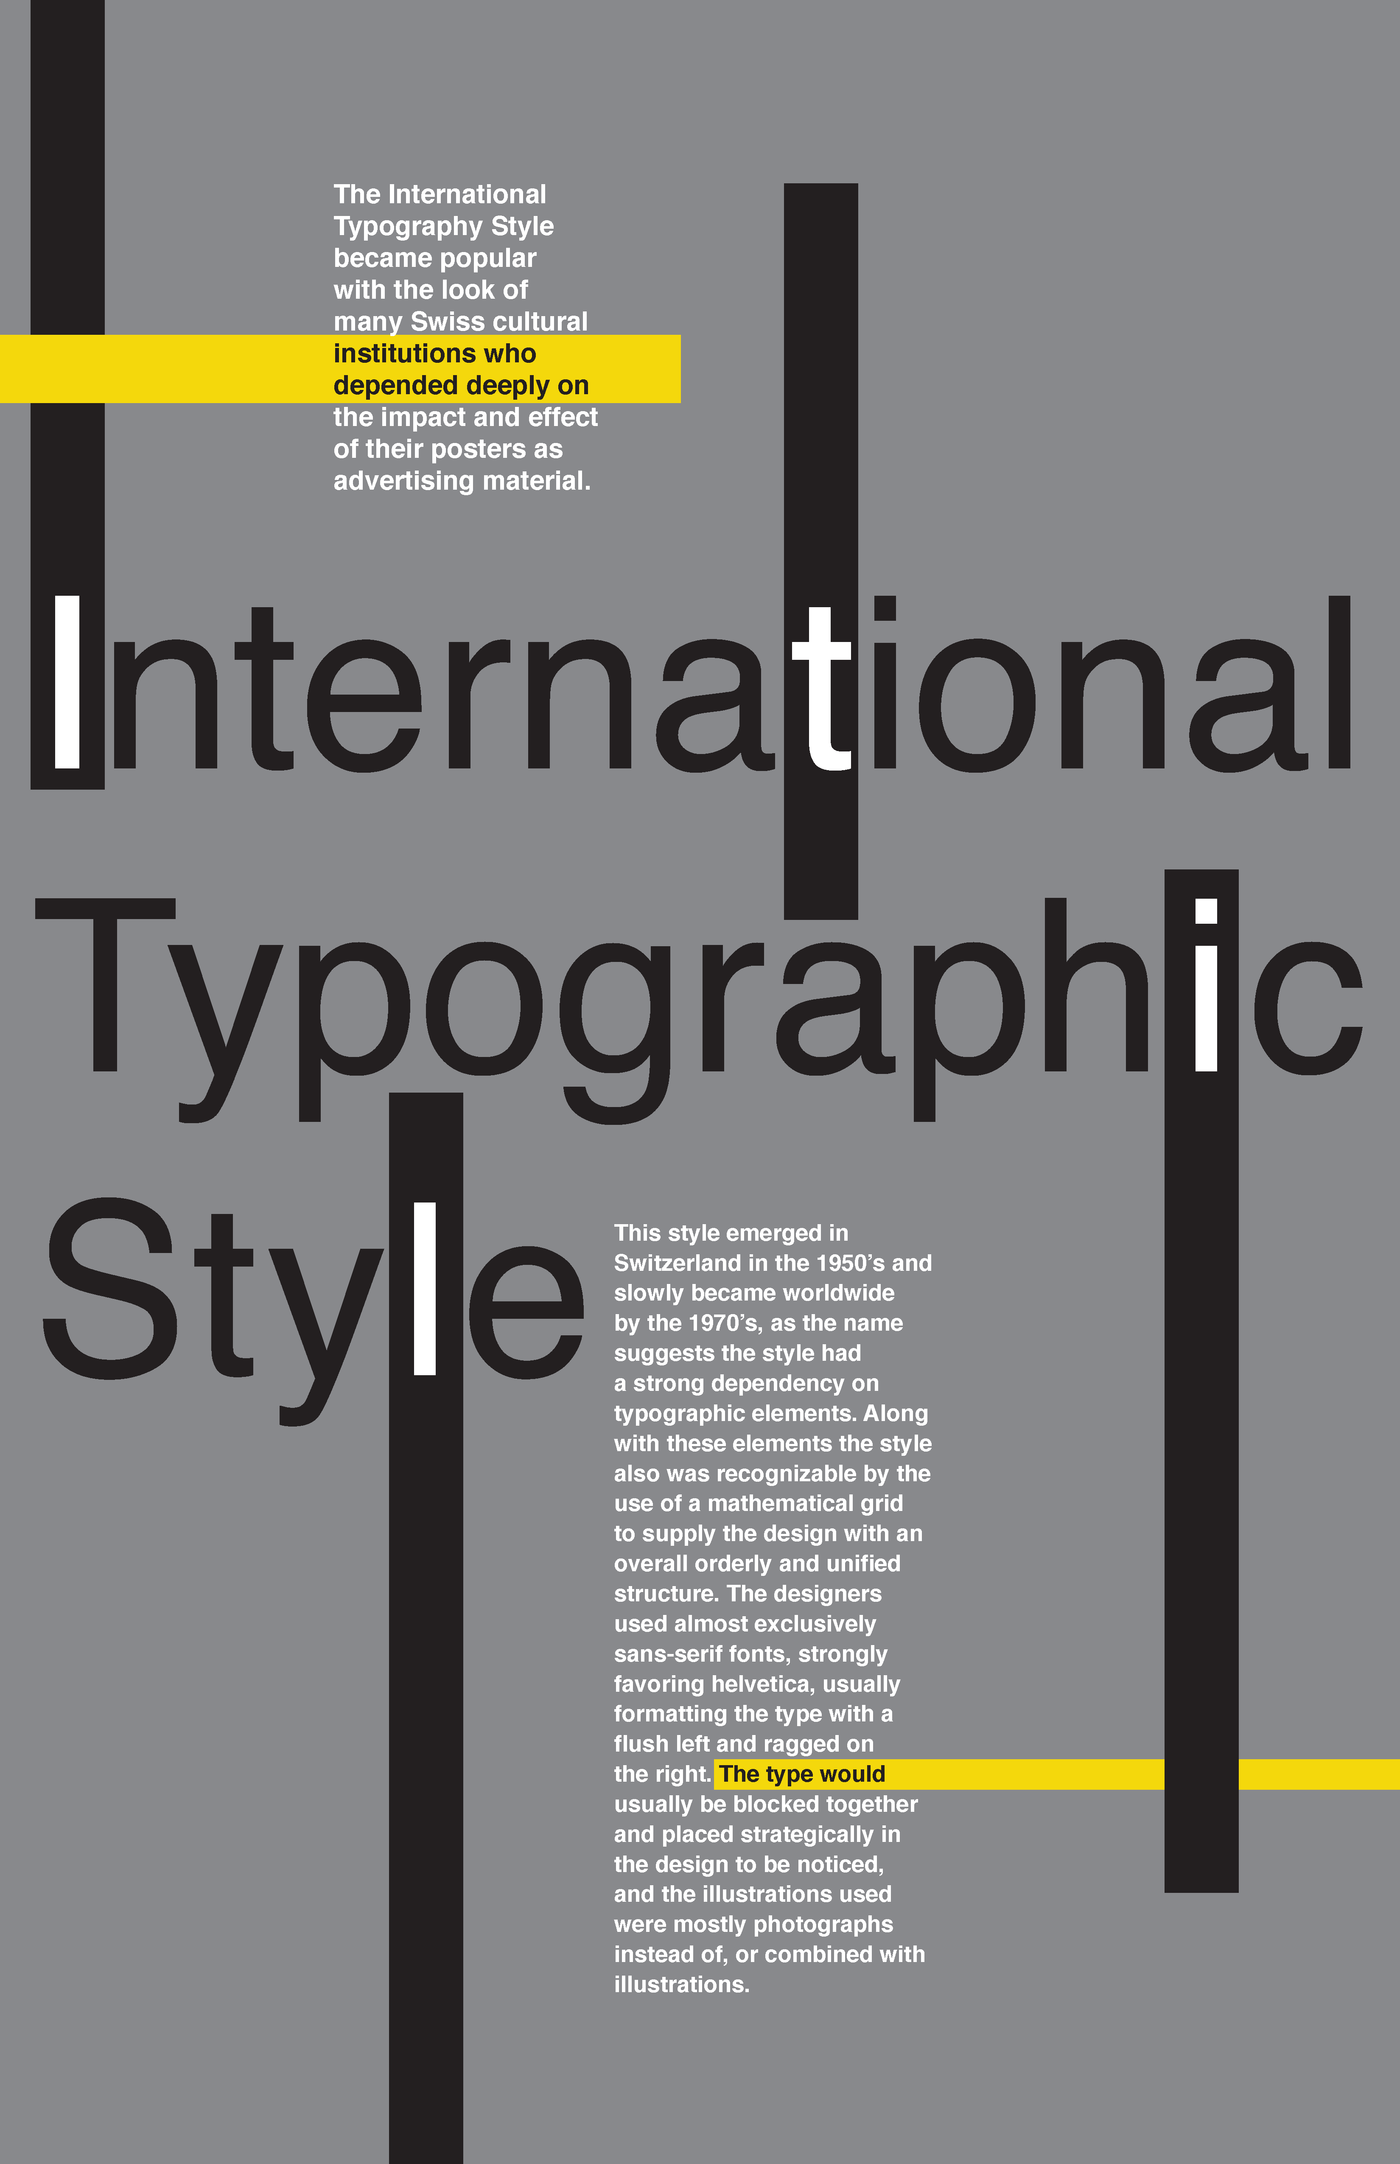 The International
Typography Style
became popular
with the look of
many Swiss cultural
institutions who
depended deeply on
the impact and effect
of their posters as
advertising material.
International
Typographic
Style
This style emerged in
Switzerland in the 1950’s and
slowly became worldwide
by the 1970’s, as the name
suggests the style had
a strong dependency on
typographic elements. Along
with these elements the style
also was recognizable by the
use of a mathematical grid
to supply the design with an
overall orderly and unified
structure. The designers
used almost exclusively
sans-serif fonts, strongly
favoring helvetica, usually
formatting the type with a
flush left and ragged on
the right. The type would
usually be blocked together
and placed strategically in
the design to be noticed,
and the illustrations used
were mostly photographs
instead of, or combined with
illustrations.